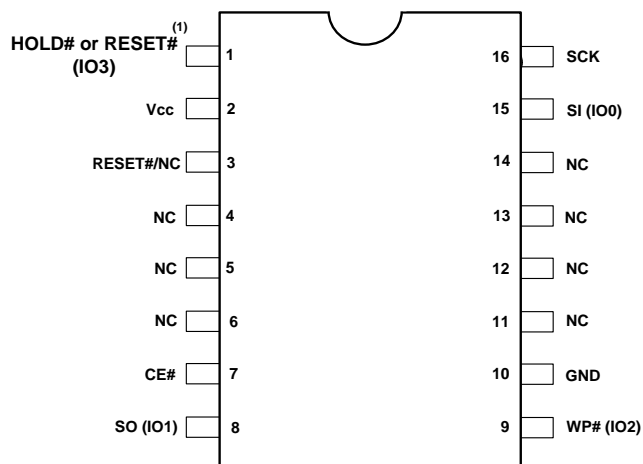 HOLD# or RESET# (1)
(IO3)
1
16
SCK
Vcc
2
15
SI (IO0)
RESET#/NC
3
14
NC
NC
4
13
NC
NC
5
12
NC
NC
6
11
NC
CE#
7
10
GND
SO (IO1)
8
9
WP# (IO2)